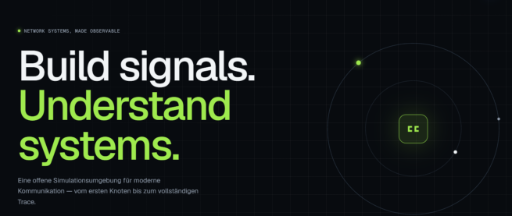 NETWORK SYSTEMS, MADE OBSERVABLE
Build signals.
Understand
systems.
Eine offene Simulationsumgebung für moderne
Kommunikation — vom ersten Knoten bis zum vollständigen
Trace.